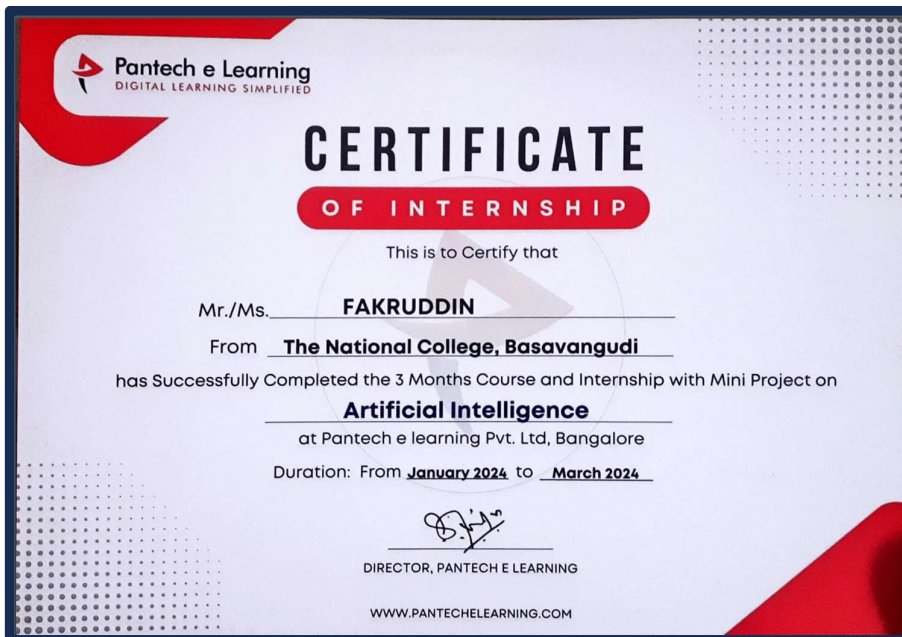 Pantech e Learning
DIGITAL LEARNING SIMPLIFIED
CERTIFICATE
OF INTERNSHIP
This is to Certify that
Mr./Ms. FAKRUDDIN
From The National College, Basavangudi
has Successfully Completed the 3 Months Course and Internship with Mini Project on
Artificial Intelligence
at Pantech e learning Pvt. Ltd, Bangalore
Duration: From January 2024 to March 2024
DIRECTOR, PANTECH E LEARNING
WWW.PANTECHELEARNING.COM